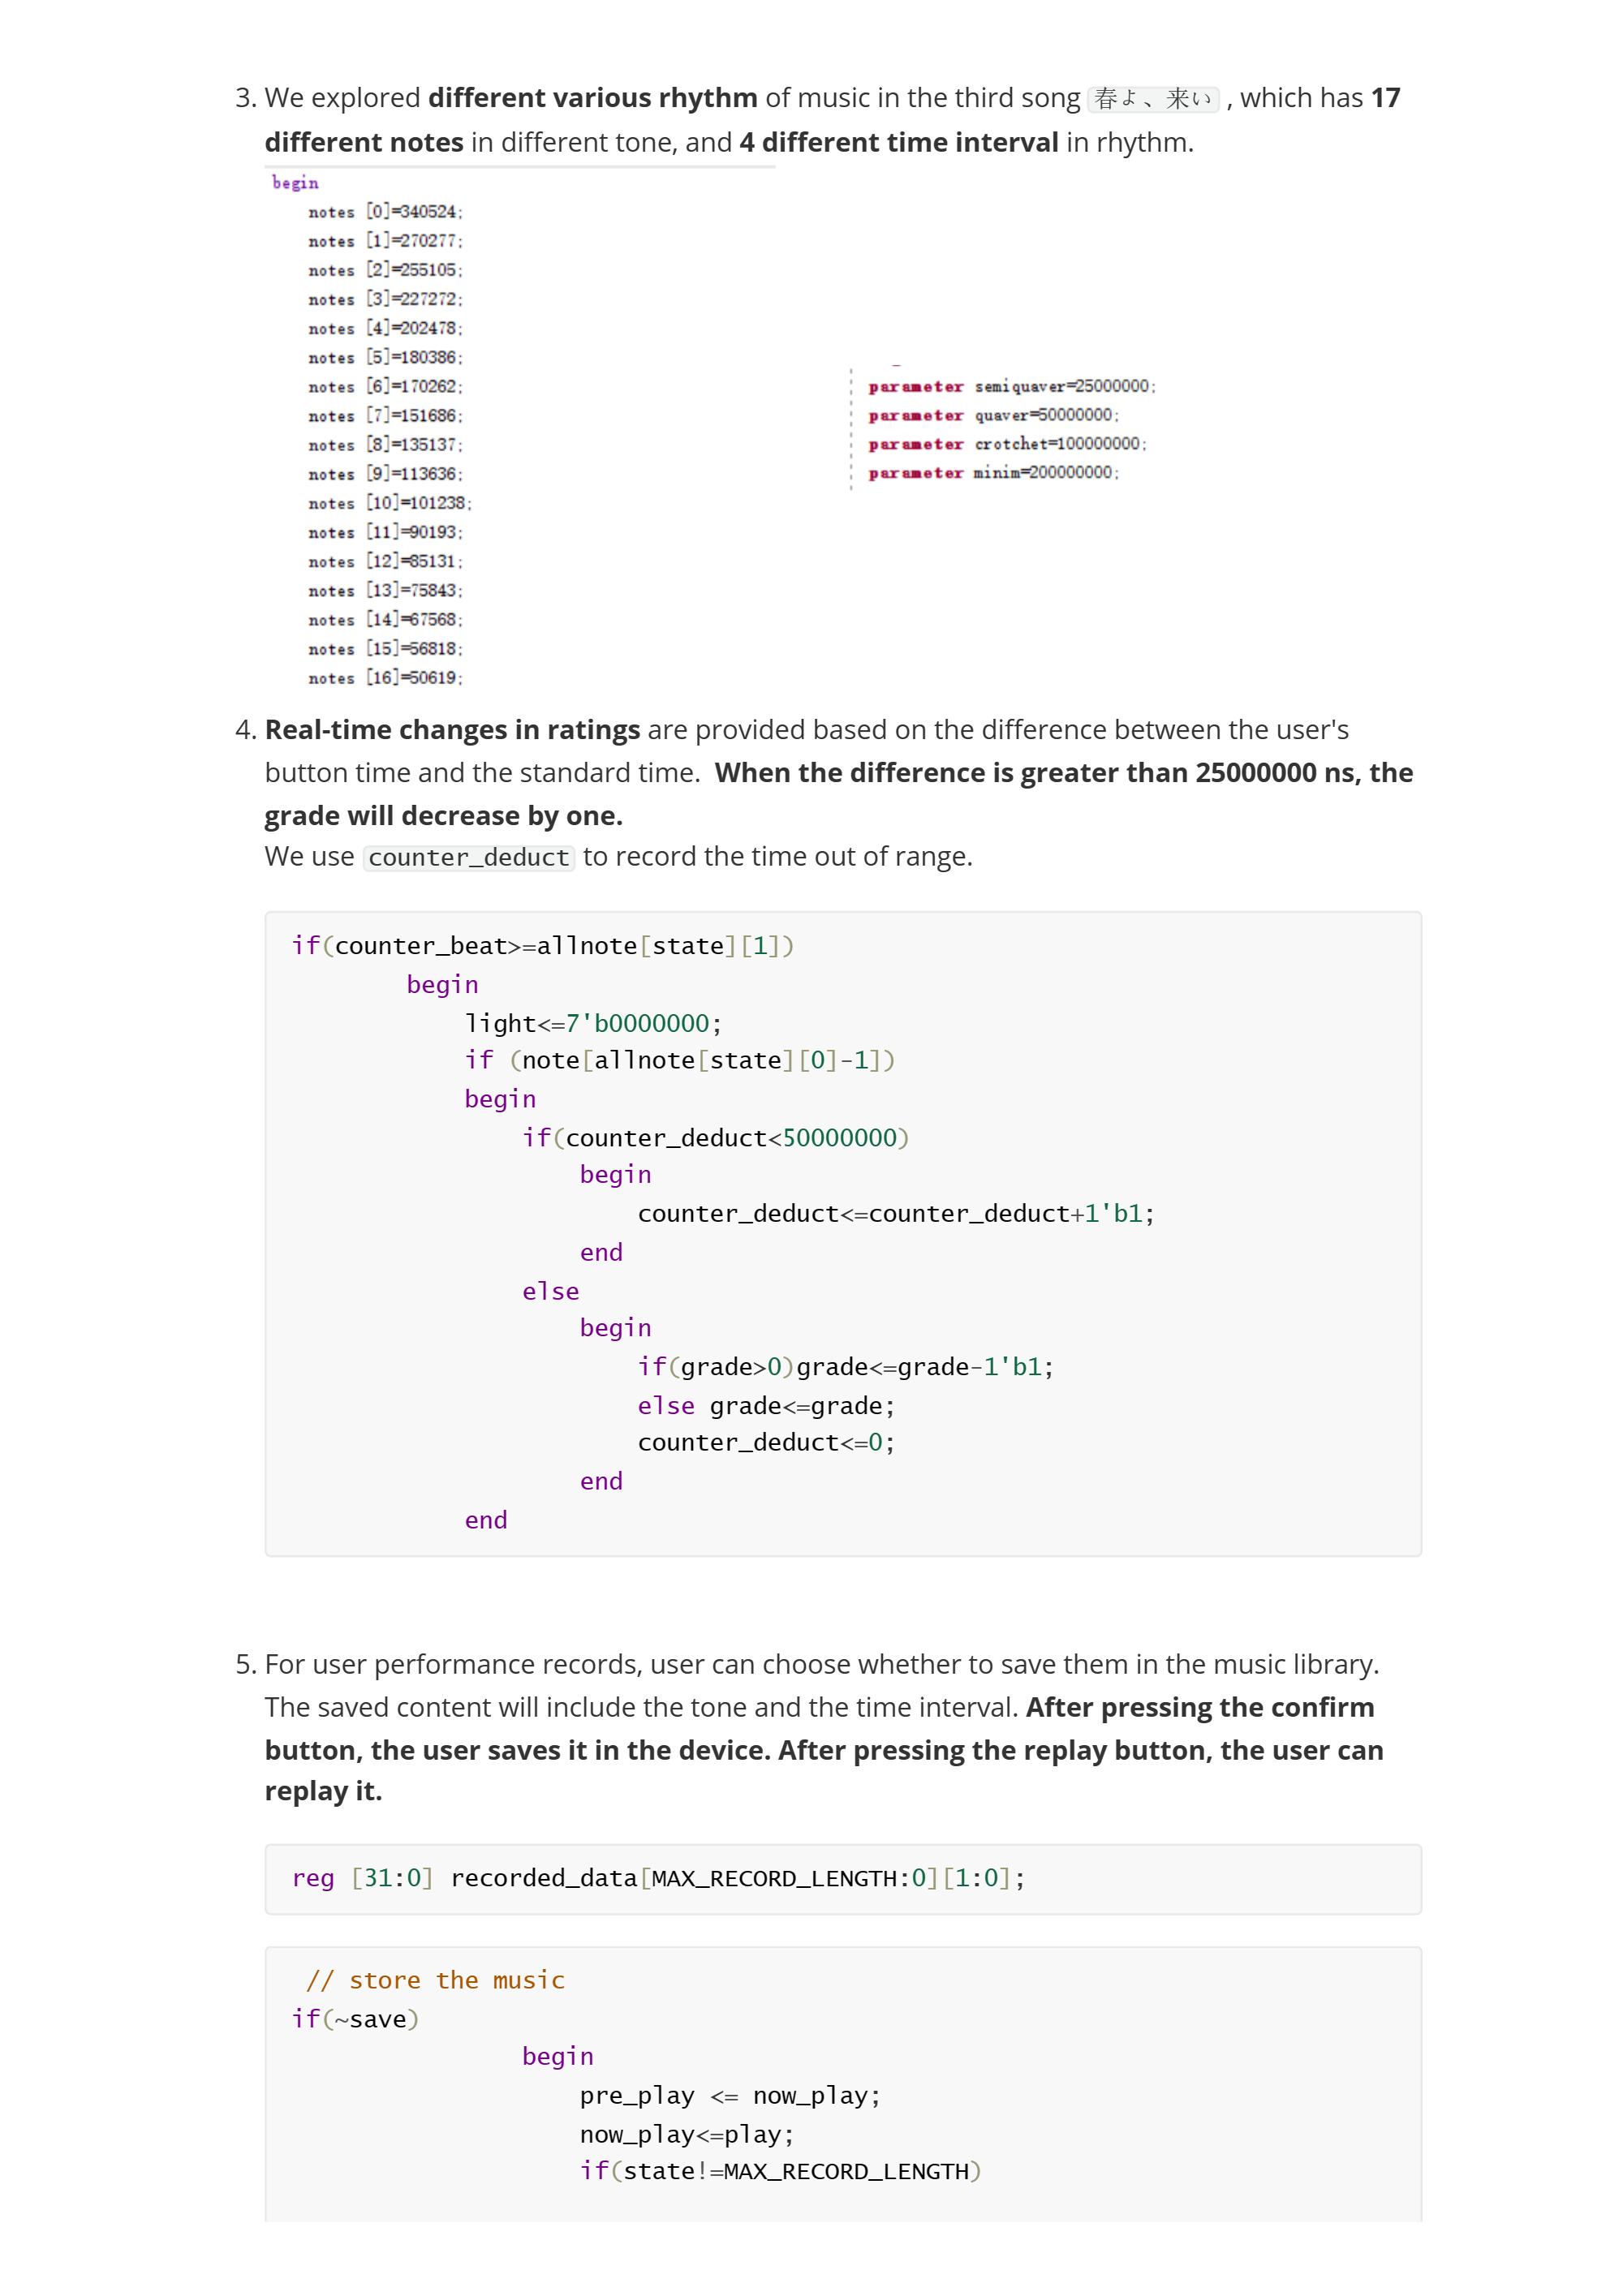 3. We explored different various rhythm of music in the third song 春よ、来い , which has 17
different notes in different tone, and 4 different time interval in rhythm.
begin
notes [0]=340524;
notes [1]=270277;
notes [2]=255105;
notes [3]=227272;
notes [4]=202478;
notes [5]=180386;
notes [6]=170262;
notes [7]=151686;
notes [8]=135137;
notes [9]=113636;
notes [10]=101238;
notes [11]=90193;
notes [12]=85131;
notes [13]=75843;
notes [14]=67568;
notes [15]=56818;
notes [16]=50619;
parameter semiquaver=25000000;
parameter quaver=50000000;
parameter crotchet=100000000;
parameter minim=200000000;
4. Real-time changes in ratings are provided based on the difference between the user's
button time and the standard time. When the difference is greater than 25000000 ns, the
grade will decrease by one.
We use counter_deduct to record the time out of range.
if(counter_beat>=allnote[state][1])
begin
light<=7'b0000000;
if (note[allnote[state][0]-1])
begin
if(counter_deduct<50000000)
begin
counter_deduct<=counter_deduct+1'b1;
end
else
begin
if(grade>0)grade<=grade-1'b1;
else grade<=grade;
counter_deduct<=0;
end
end
5. For user performance records, user can choose whether to save them in the music library.
The saved content will include the tone and the time interval. After pressing the confirm
button, the user saves it in the device. After pressing the replay button, the user can
replay it.
reg [31:0] recorded_data[MAX_RECORD_LENGTH:0][1:0];
// store the music
if(~save)
begin
pre_play <= now_play;
now_play<=play;
if(state!=MAX_RECORD_LENGTH)